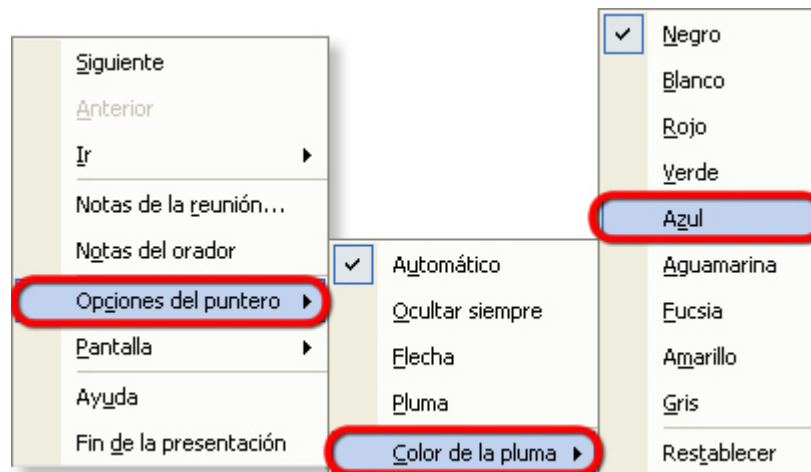 Siguiente
Anterior
Ir
Notas de la reunión...
Notas del orador
Opciones del puntero
Pantalla
Ayuda
Fin de la presentación
Automático
Ocultar siempre
Flecha
Pluma
Color de la pluma
Negro
Blanco
Rojo
Verde
Azul
Aguamarina
Fucsia
Amarillo
Gris
Restablecer